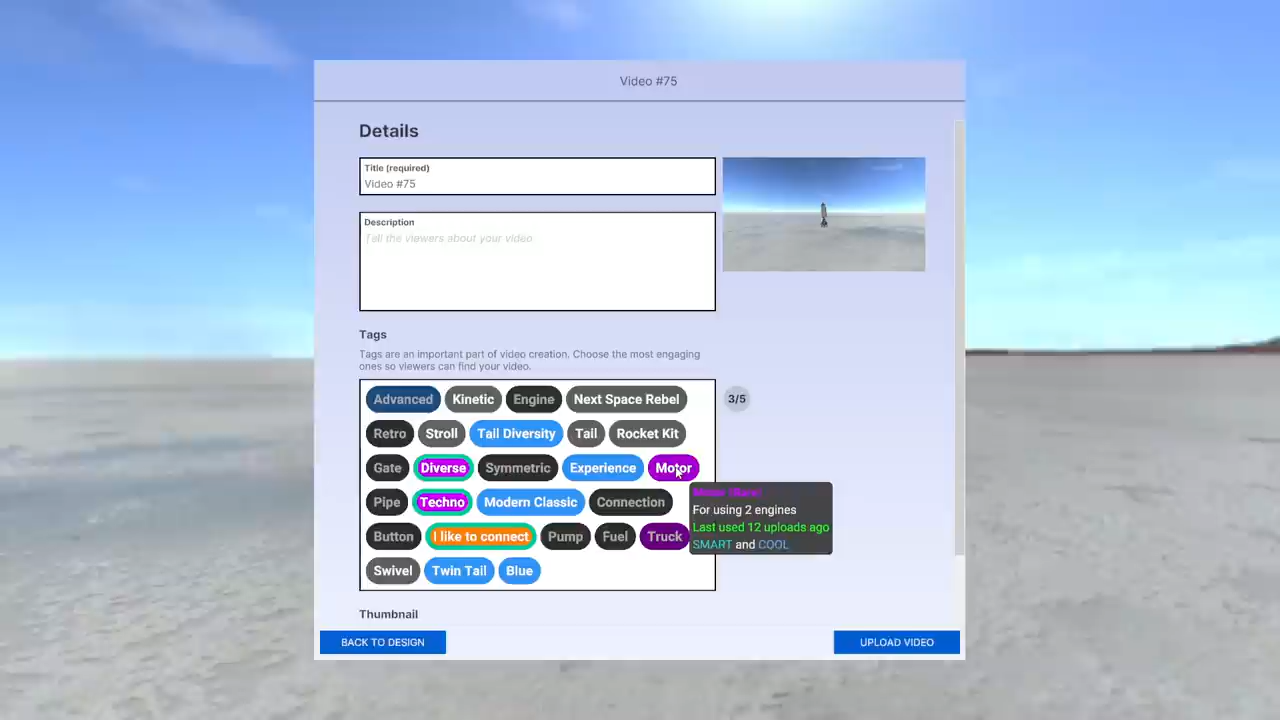 Video #75
Details
Title (required)
Video #75
Description
Tell the viewers about your video
Tags
Tags are an important part of video creation. Choose the most engaging
ones so viewers can find your video.
Advanced Kinetic Engine Next Space Rebel
3/5
Retro Stroll Tall Diversity Tail Rocket Kit
Gate Diverse Symmetric Experience Motor
Pipe Techno Modern Classic Connection
Button I like to connect Pump Fuel Truck
Swivel Twin Tail Blue
Motor (Rare)
For using 2 engines
Last used 12 uploads ago
SMART and COOL
Thumbnail
BACK TO DESIGN
UPLOAD VIDEO